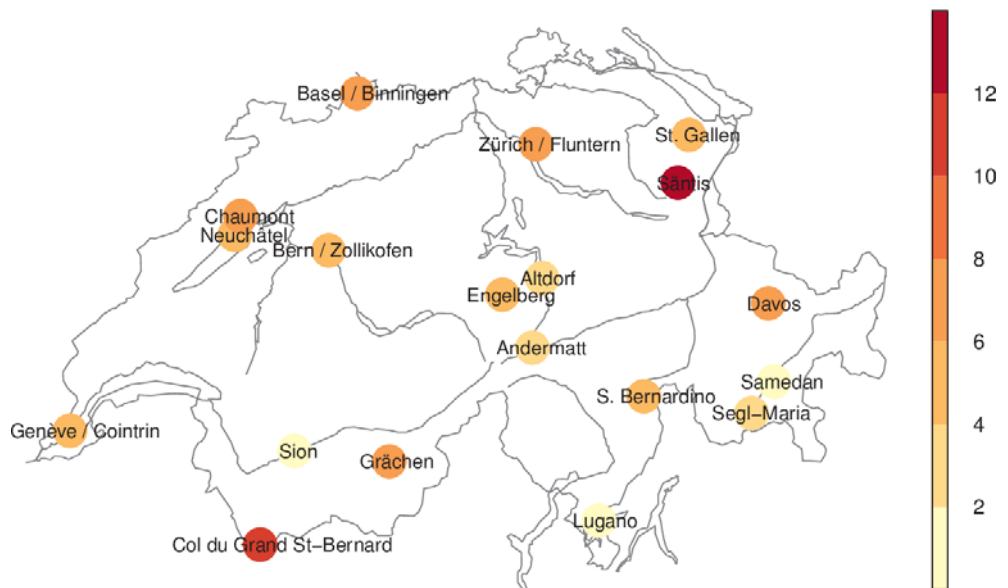 Basel / Binningen
Zürich / Fluntern
St. Gallen
Säntis
Chaumont
Neuchâtel
Bern / Zollikofen
Altdorf
Engelberg
Davos
Andermatt
Samedan
S. Bernardino
Segl−Maria
Genève / Cointrin
Sion
Grächen
Lugano
Col du Grand St−Bernard
12
10
8
6
4
2